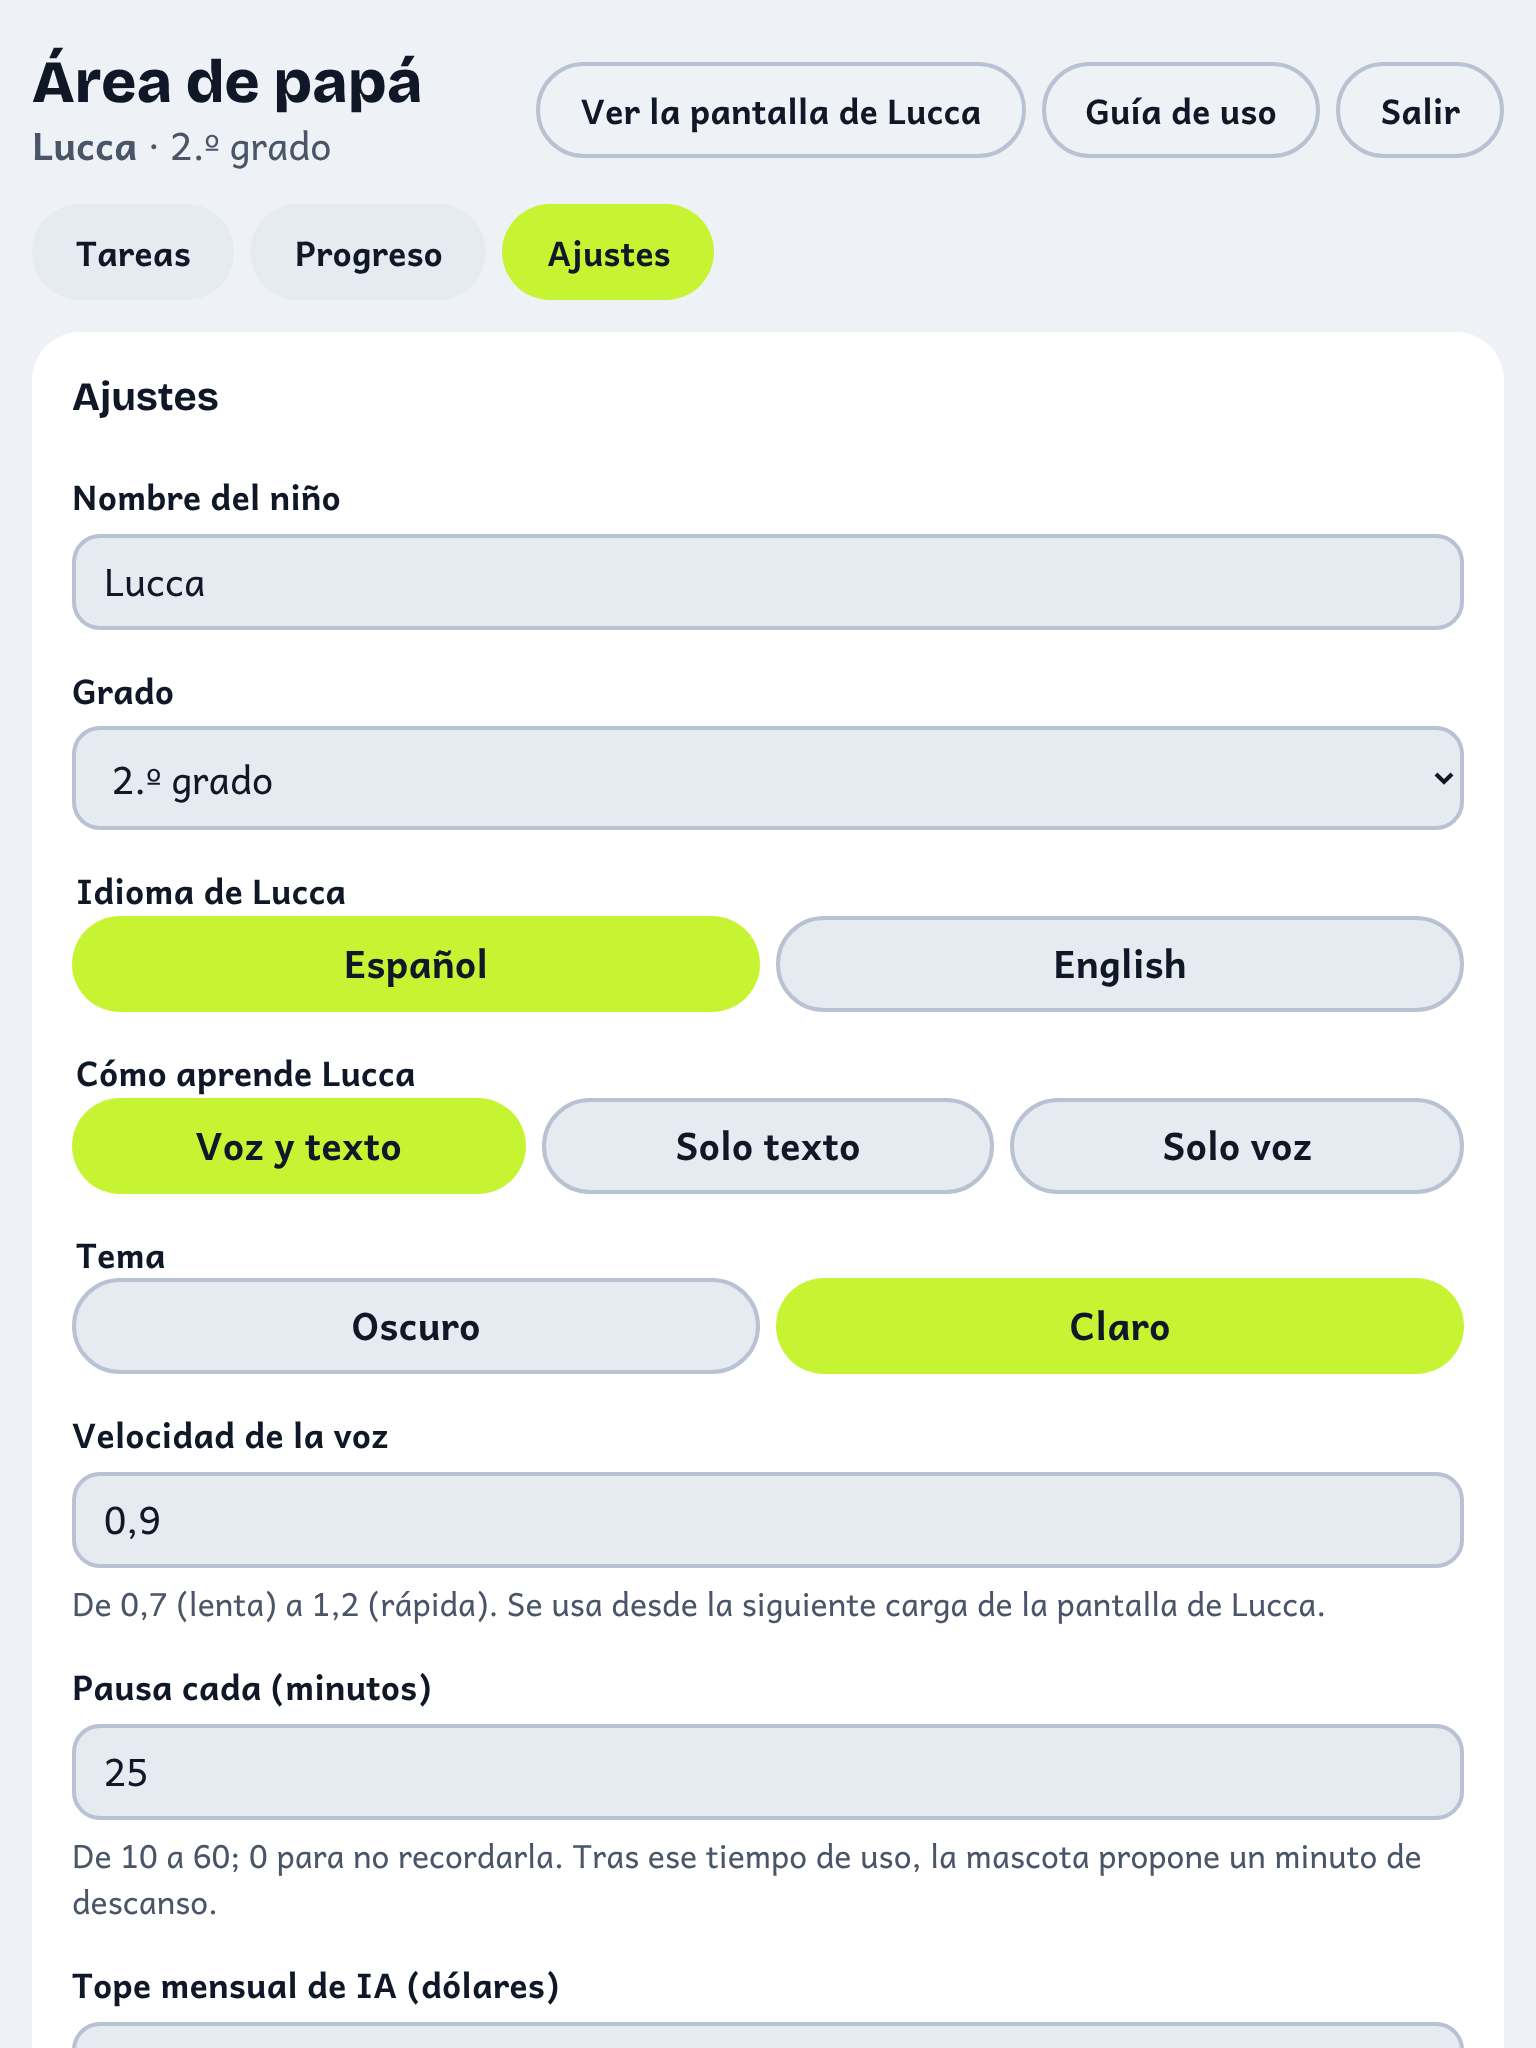 Área de papá
Lucca · 2.º grado
Ver la pantalla de Lucca
Guía de uso
Salir
Tareas
Progreso
Ajustes
Ajustes
Nombre del niño
Lucca
Grado
2.º grado
Idioma de Lucca
Español
English
Cómo aprende Lucca
Voz y texto
Solo texto
Solo voz
Tema
Oscuro
Claro
Velocidad de la voz
0,9
De 0,7 (lenta) a 1,2 (rápida). Se usa desde la siguiente carga de la pantalla de Lucca.
Pausa cada (minutos)
25
De 10 a 60; 0 para no recordarla. Tras ese tiempo de uso, la mascota propone un minuto de
descanso.
Tope mensual de IA (dólares)